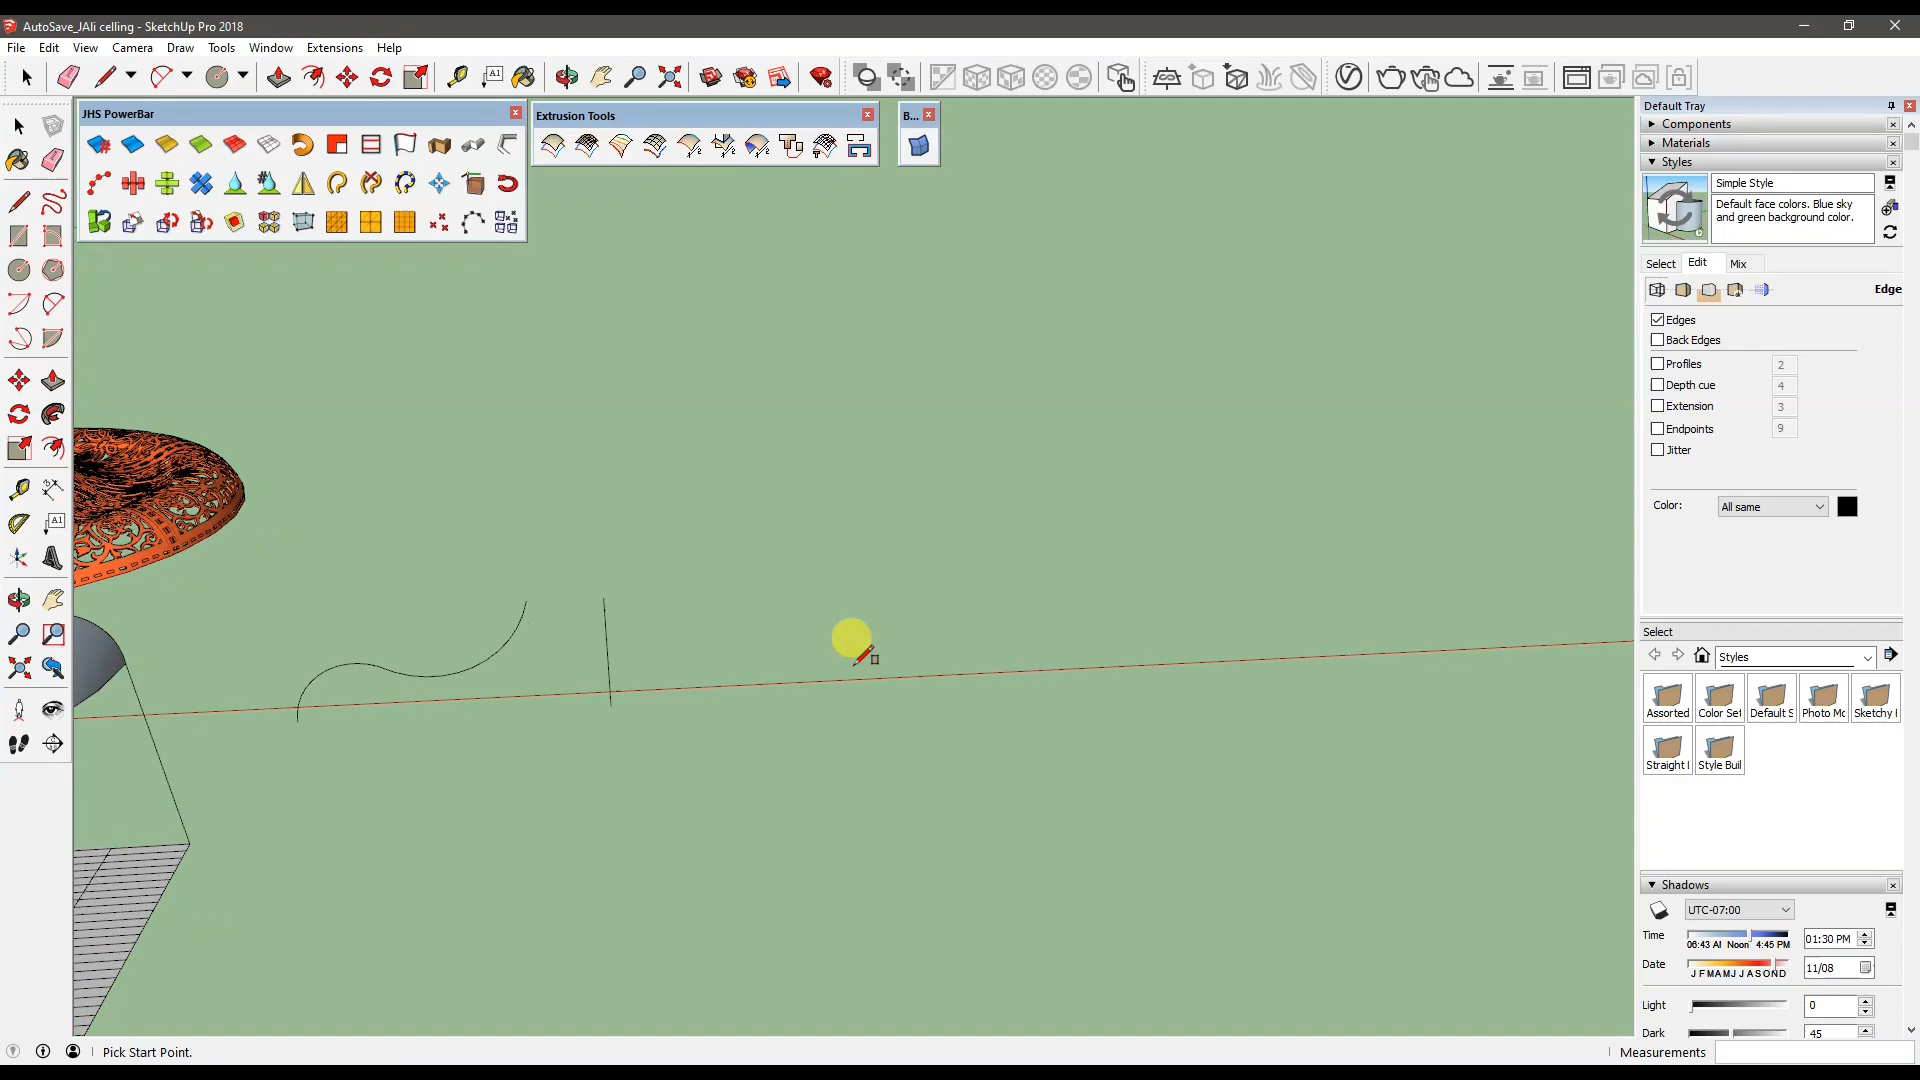 AutoSave_JAli celling - SketchUp Pro 2018
File Edit View Camera Draw Tools Window Extensions Help
A1
JHS PowerBar
Extrusion Tools
B...
Default Tray
Components
Materials
Styles
Simple Style
Default face colors. Blue sky
and green background color.
Select Edit Mix
Edge
Edges
Back Edges
Profiles 2
Depth cue 4
Extension 3
Endpoints 9
Jitter
Color: All same
A1
Select
Styles
Assorted Color Set Default S Photo Mc Sketchy I
Straight I Style Buil
Shadows
UTC-07:00
Time 06:43 AI Noon 4:45 PM 01:30 PM
Date J F M A M J J A S O N D 11/08
Light 0
Dark 45
Pick Start Point.
Measurements